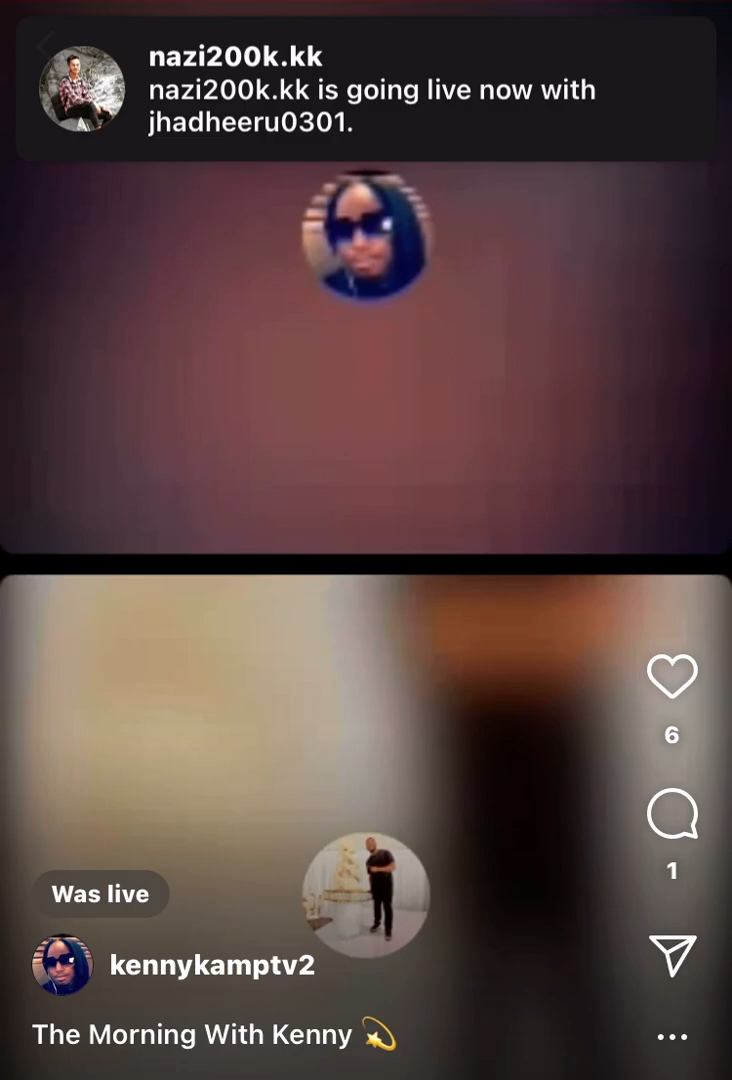 nazi200k.kk
nazi200k.kk is going live now with
jhadheeru0301.
6
1
Was live
kennykamptv2
The Morning With Kenny 💫